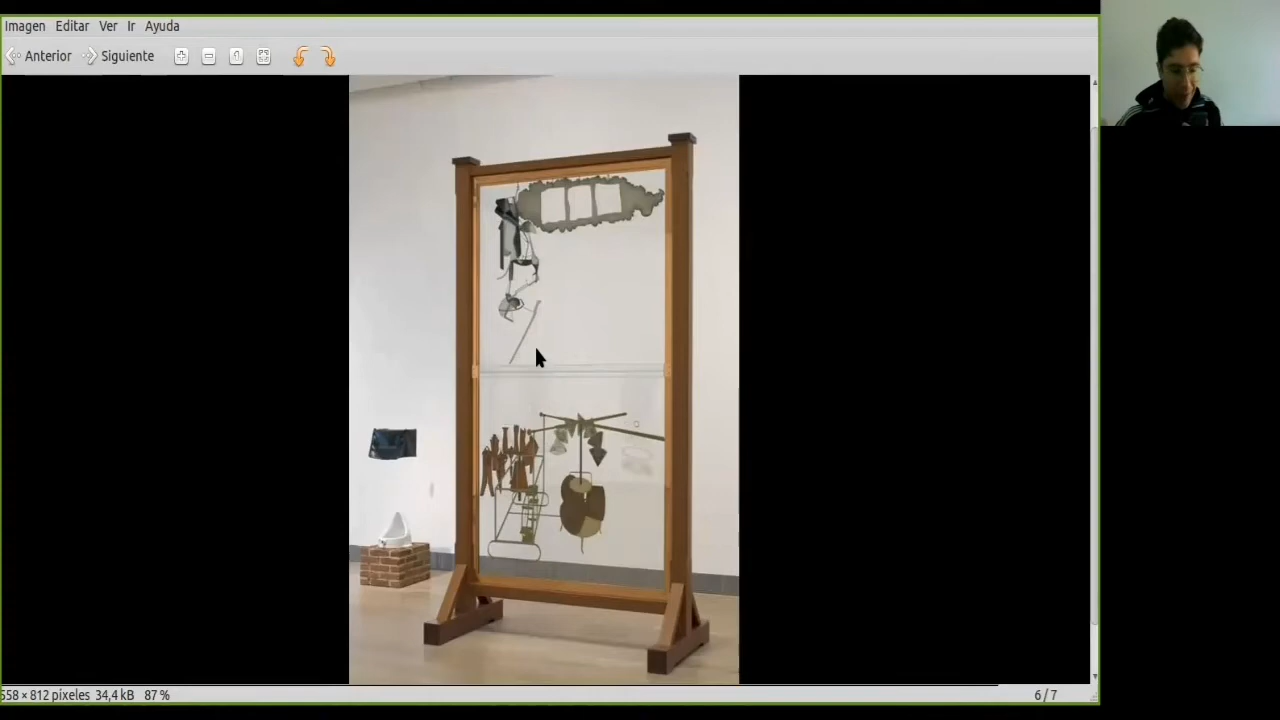 Imagen Editar Ver Ir Ayuda
Anterior Siguiente
558 × 812 píxeles 34,4 kB 87 % 6 / 7